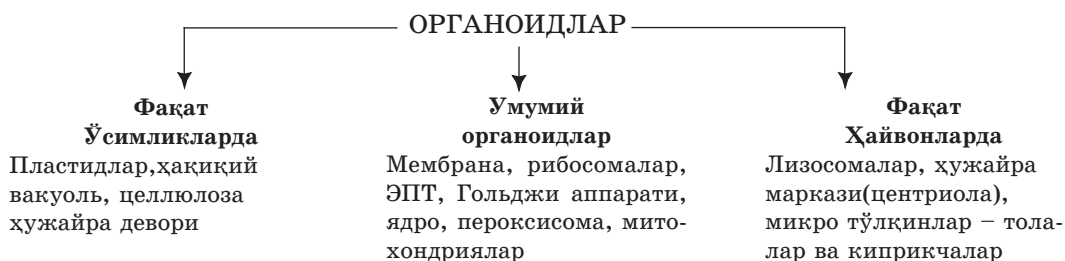 ОРГАНОИДЛАР
Фақат
Ўсимликларда
Пластидлар,ҳақиқий
вакуоль, целлюлоза
ҳужайра девори
Умумий
органоидлар
Мембрана, рибосомалар,
ЭПТ, Гольджи аппарати,
ядро, пероксисома, мито-
хондриялар
Фақат
Ҳайвонларда
Лизосомалар, ҳужайра
маркази(центриола),
микро тўлқинлар – тола-
лар ва киприкчалар